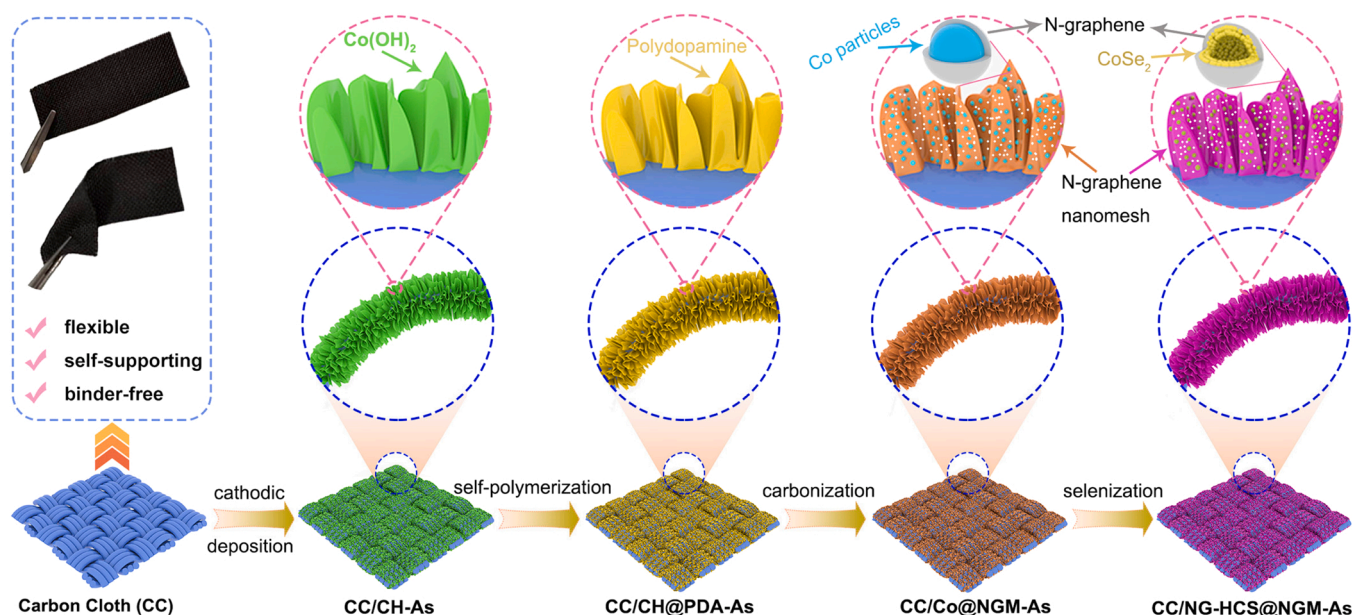 Co(OH)2
Polydopamine
Co particles
N-graphene
CoSe2
N-graphene
nanomesh
flexible
self-supporting
binder-free
cathodic
deposition
self-polymerization
carbonization
selenization
Carbon Cloth (CC)
CC/CH-As
CC/CH@PDA-As
CC/Co@NGM-As
CC/NG-HCS@NGM-As